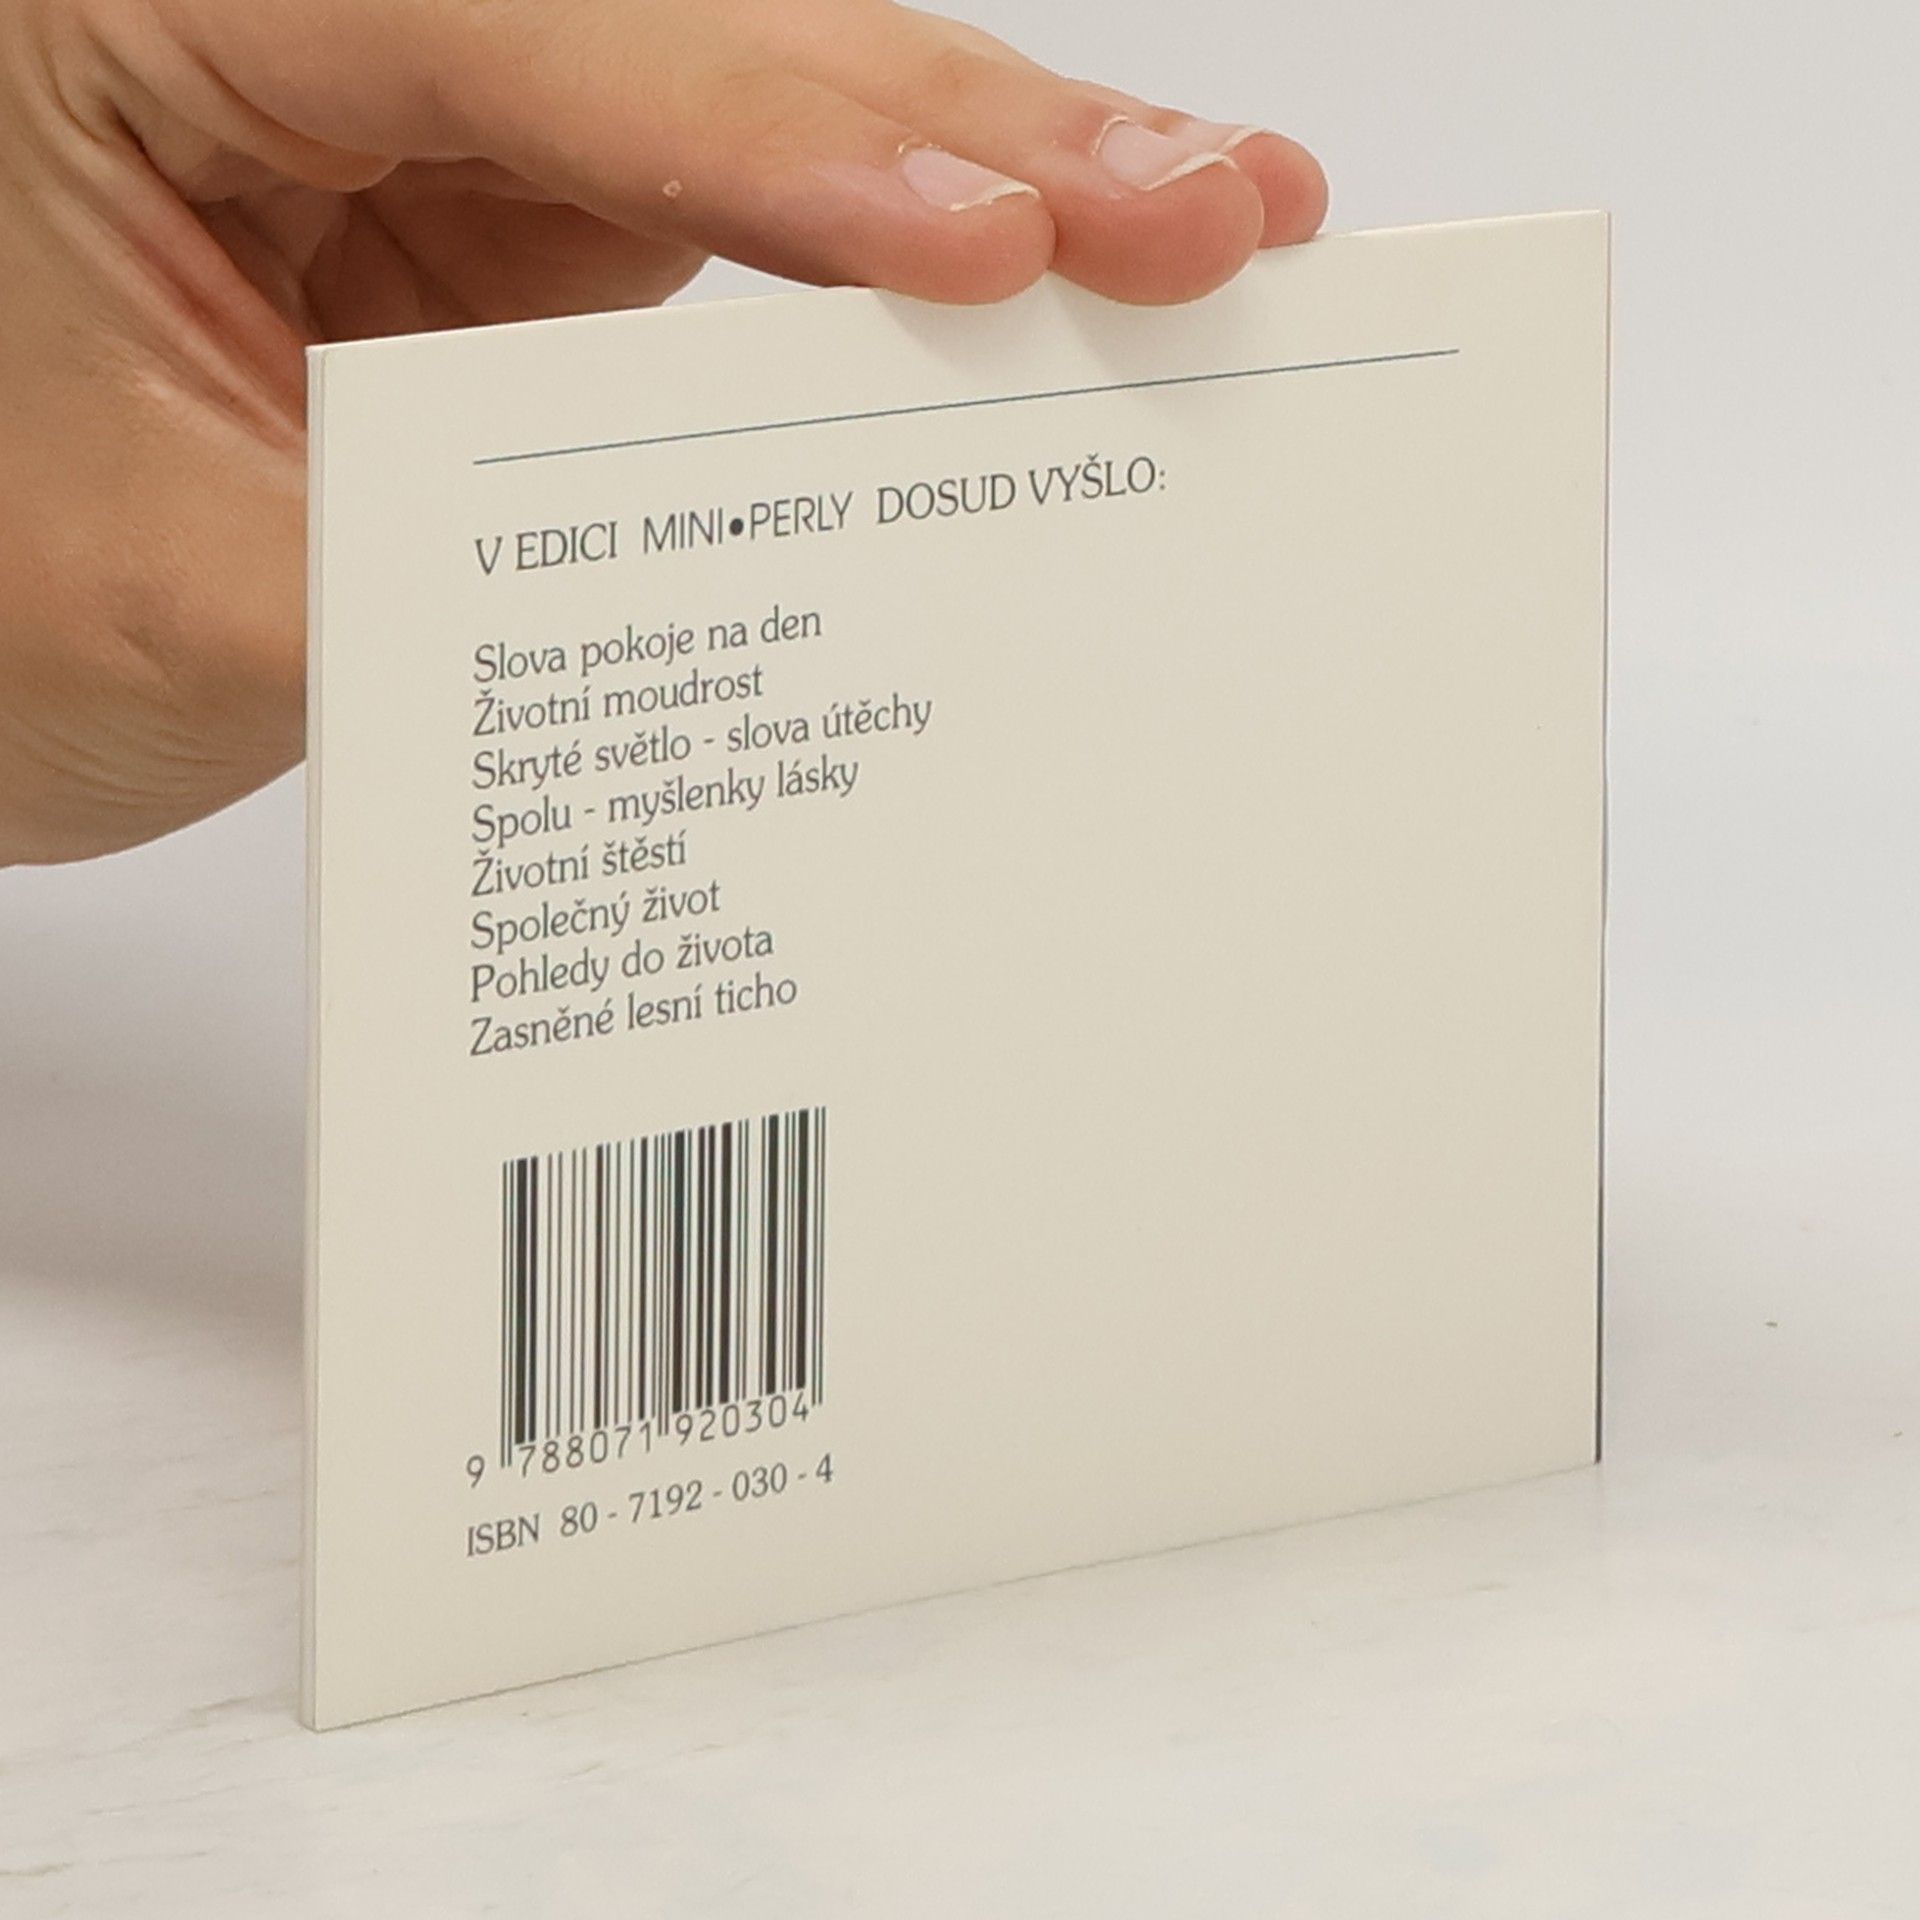 V EDICI MINI•PERLY DOSUD VYŠLO:
Slova pokoje na den
Životní moudrost
Skryté světlo - slova útěchy
Spolu - myšlenky lásky
Životní štěstí
Společný život
Pohledy do života
Zasněné lesní ticho
9 788071 920304
ISBN 80 - 7192 - 030 - 4